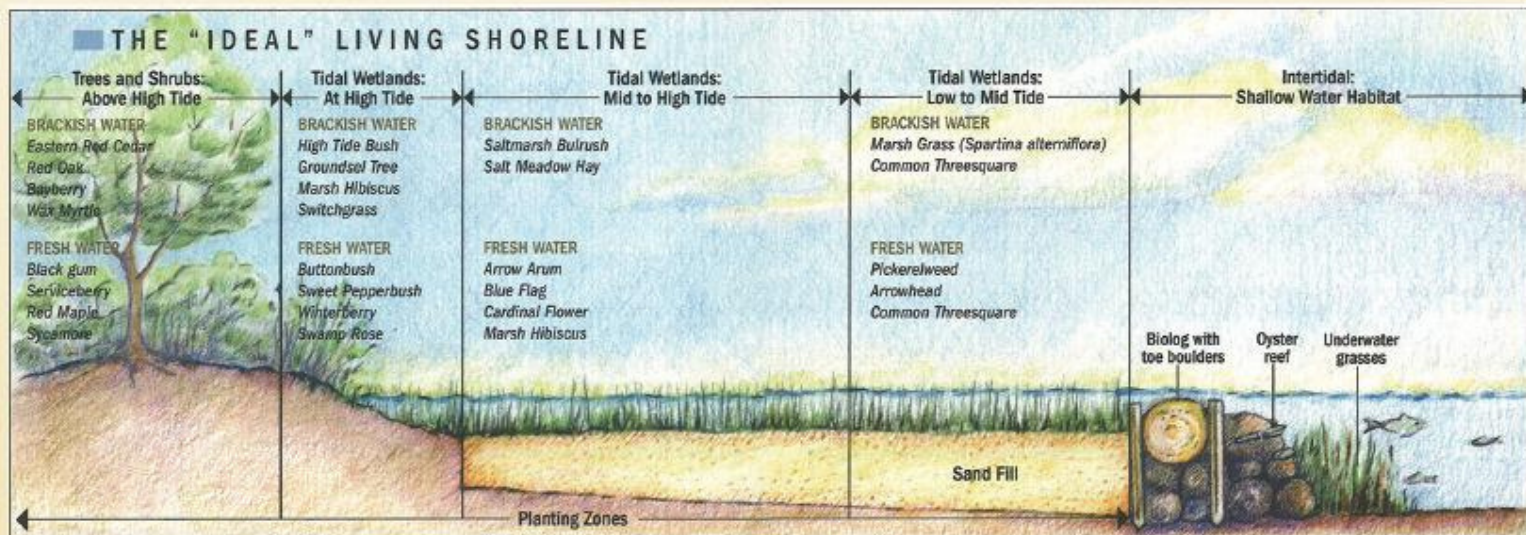 THE "IDEAL" LIVING SHORELINE
Trees and Shrubs:
Above High Tide
BRACKISH WATER
Eastern Red Cedar
Red Oak
Bayberry
Wax Myrtle
FRESH WATER
Black gum
Serviceberry
Red Maple
Sycamore
Tidal Wetlands:
At High Tide
BRACKISH WATER
High Tide Bush
Groundsel Tree
Marsh Hibiscus
Switchgrass
FRESH WATER
Buttonbush
Sweet Pepperbush
Winterberry
Swamp Rose
Tidal Wetlands:
Mid to High Tide
BRACKISH WATER
Saltmarsh Bulrush
Salt Meadow Hay
FRESH WATER
Arrow Arum
Blue Flag
Cardinal Flower
Marsh Hibiscus
Tidal Wetlands:
Low to Mid Tide
BRACKISH WATER
Marsh Grass (Spartina alterniflora)
Common Threesquare
FRESH WATER
Pickerelweed
Arrowhead
Common Threesquare
Intertidal:
Shallow Water Habitat
Biolog with
toe boulders
Oyster
reef
Underwater
grasses
Sand Fill
Planting Zones